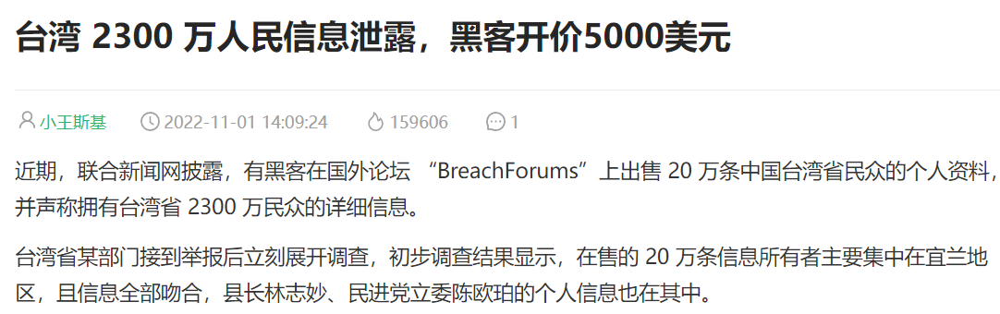 台湾 2300 万人民信息泄露，黑客开价5000美元
小王斯基 2022-11-01 14:09:24 159606 1
近期，联合新闻网披露，有黑客在国外论坛 “BreachForums” 上出售 20 万条中国台湾省民众的个人资料，
并声称拥有台湾省 2300 万民众的详细信息。
台湾省某部门接到举报后立刻展开调查，初步调查结果显示，在售的 20 万条信息所有者主要集中在宜兰地
区，且信息全部吻合，县长林志妙、民进党立委陈欧珀的个人信息也在其中。